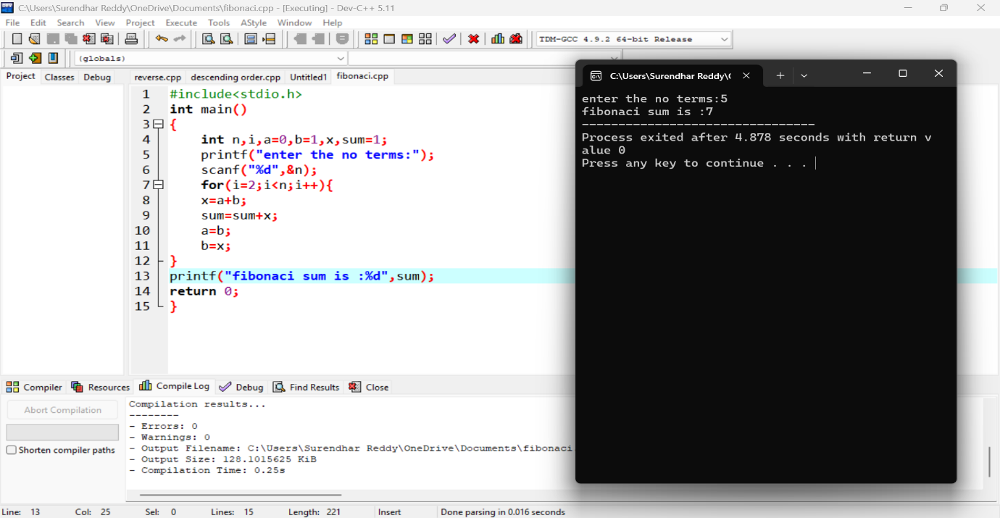 C:\Users\Surendhar Reddy\OneDrive\Documents\fibonaci.cpp - [Executing] - Dev-C++ 5.11
File Edit Search View Project Execute Tools AStyle Window Help
TDM-GCC 4.9.2 64-bit Release
(globals)
Project Classes Debug
reverse.cpp descending order.cpp Untitled1 fibonaci.cpp
1 #include<stdio.h>
2 int main()
3 {
4 int n,i,a=0,b=1,x,sum=1;
5 printf("enter the no terms:");
6 scanf("%d",&n);
7 for(i=2;i<n;i++){
8 x=a+b;
9 sum=sum+x;
10 a=b;
11 b=x;
12 }
13 printf("fibonaci sum is :%d",sum);
14 return 0;
15 }
C:\Users\Surendhar Reddy\(
enter the no terms:5
fibonaci sum is :7
--------------------------------
Process exited after 4.878 seconds with return v
alue 0
Press any key to continue . . .
Compiler Resources Compile Log Debug Find Results Close
Abort Compilation
Shorten compiler paths
Compilation results...
--------
- Errors: 0
- Warnings: 0
- Output Filename: C:\Users\Surendhar Reddy\OneDrive\Documents\fibonaci.
- Output Size: 128.1015625 KiB
- Compilation Time: 0.25s
Line: 13 Col: 25 Sel: 0 Lines: 15 Length: 221 Insert Done parsing in 0.016 seconds